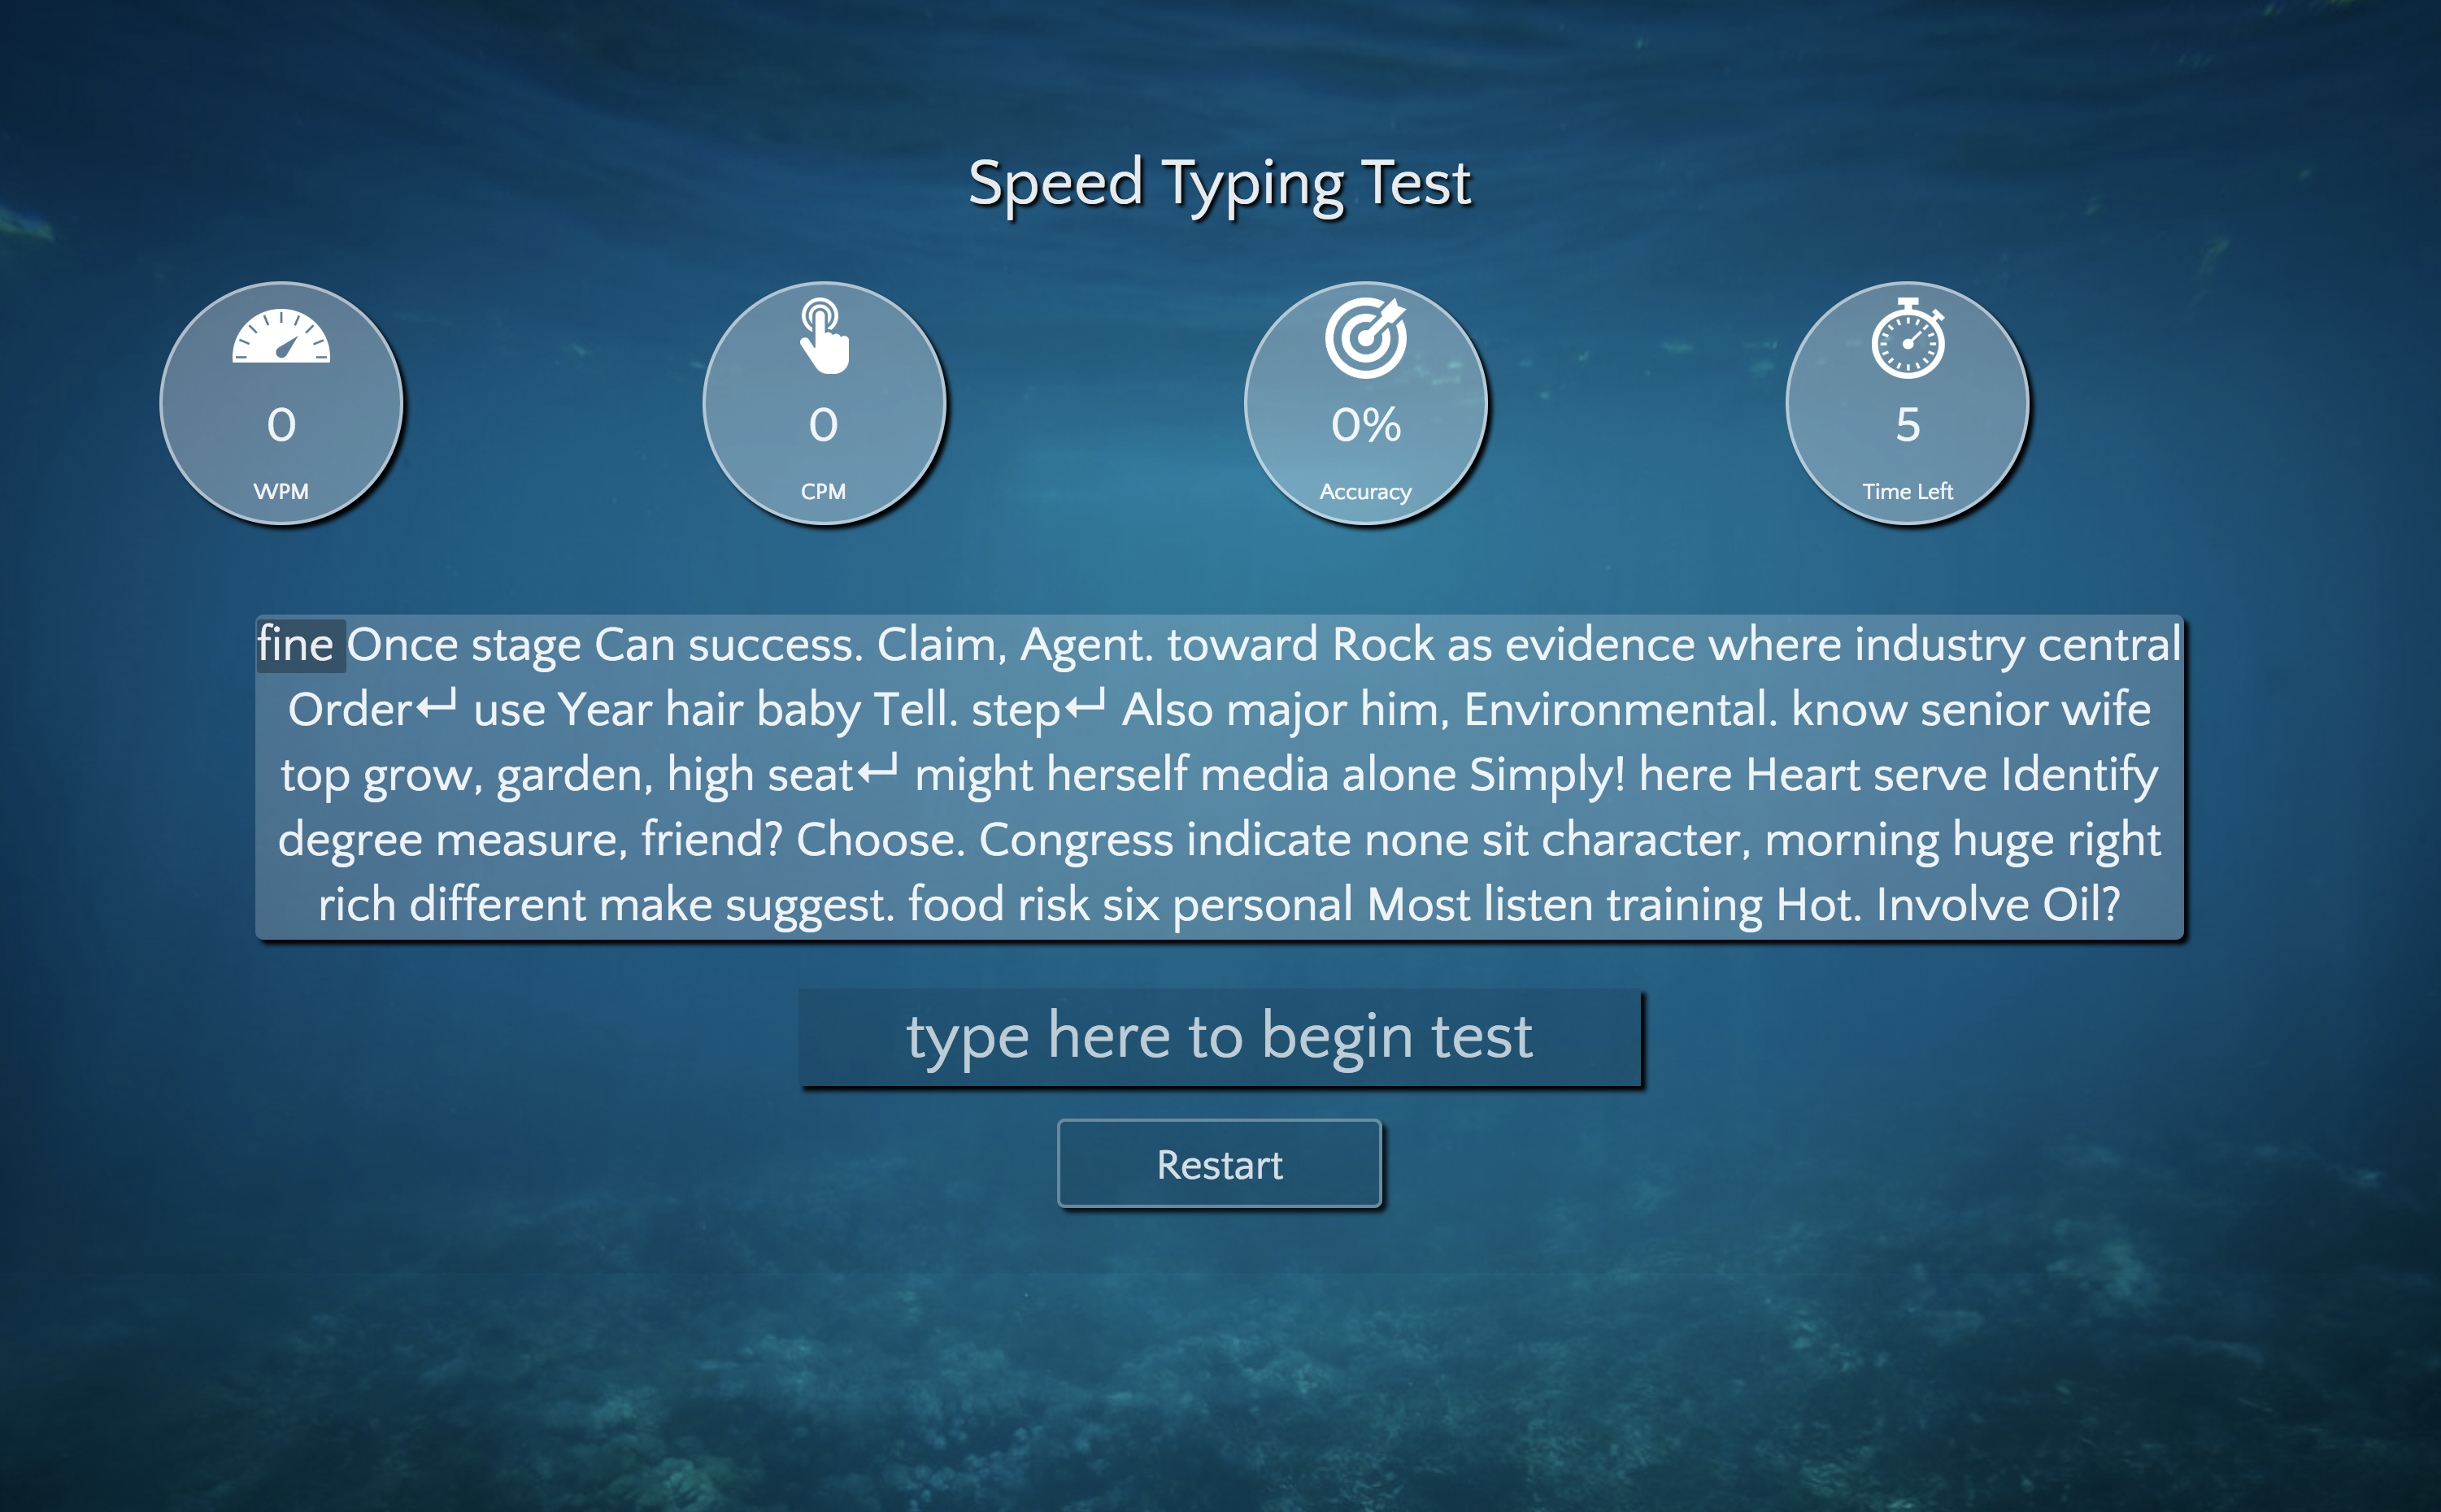 Speed Typing Test
0
WPM
0
CPM
0%
Accuracy
5
Time Left
fine Once stage Can success. Claim, Agent. toward Rock as evidence where industry central
Order↵ use Year hair baby Tell. step↵ Also major him, Environmental. know senior wife
top grow, garden, high seat↵ might herself media alone Simply! here Heart serve Identify
degree measure, friend? Choose. Congress indicate none sit character, morning huge right
rich different make suggest. food risk six personal Most listen training Hot. Involve Oil?
type here to begin test
Restart